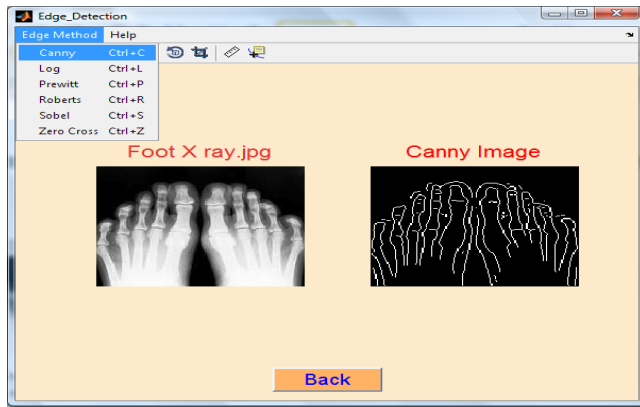 Edge_Detection
Edge Method Help
Canny Ctrl+C
Log Ctrl+L
Prewitt Ctrl+P
Roberts Ctrl+R
Sobel Ctrl+S
Zero Cross Ctrl+Z
Foot X ray.jpg Canny Image
Back